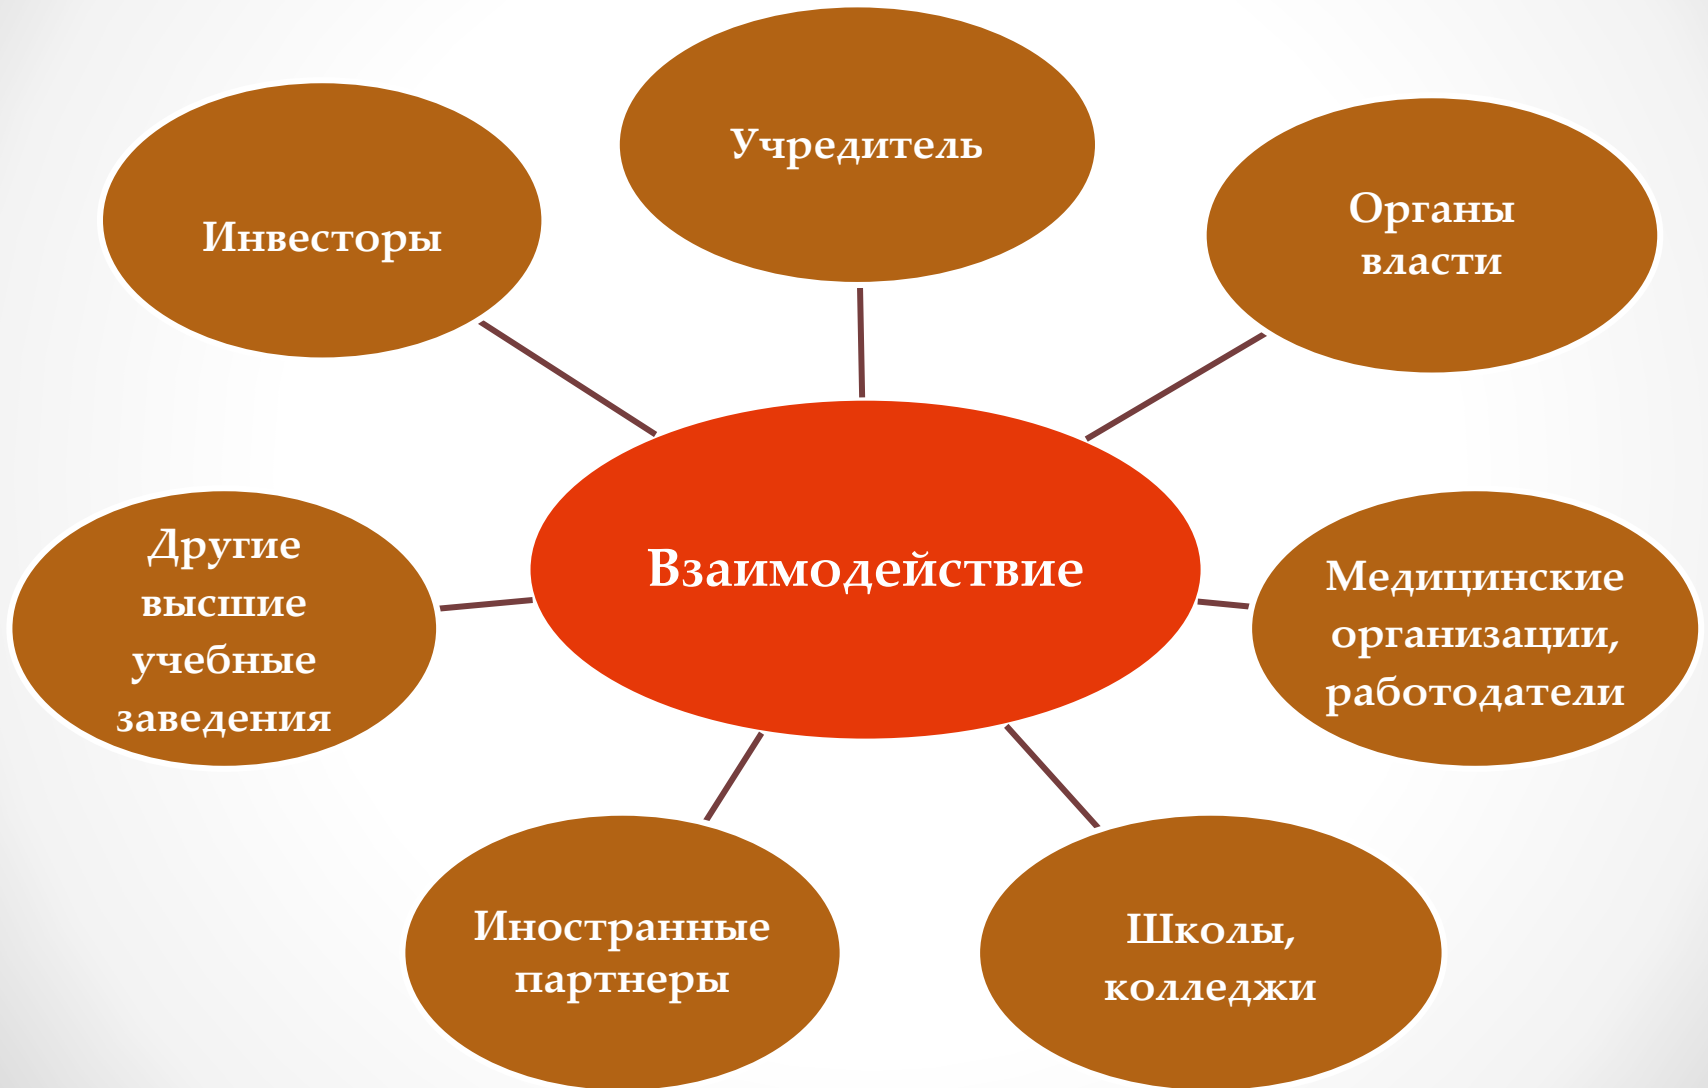 Учредитель
Инвесторы
Органы
власти
Взаимодействие
Другие
высшие
учебные
заведения
Медицинские
организации,
работодатели
Иностранные
партнеры
Школы,
колледжи